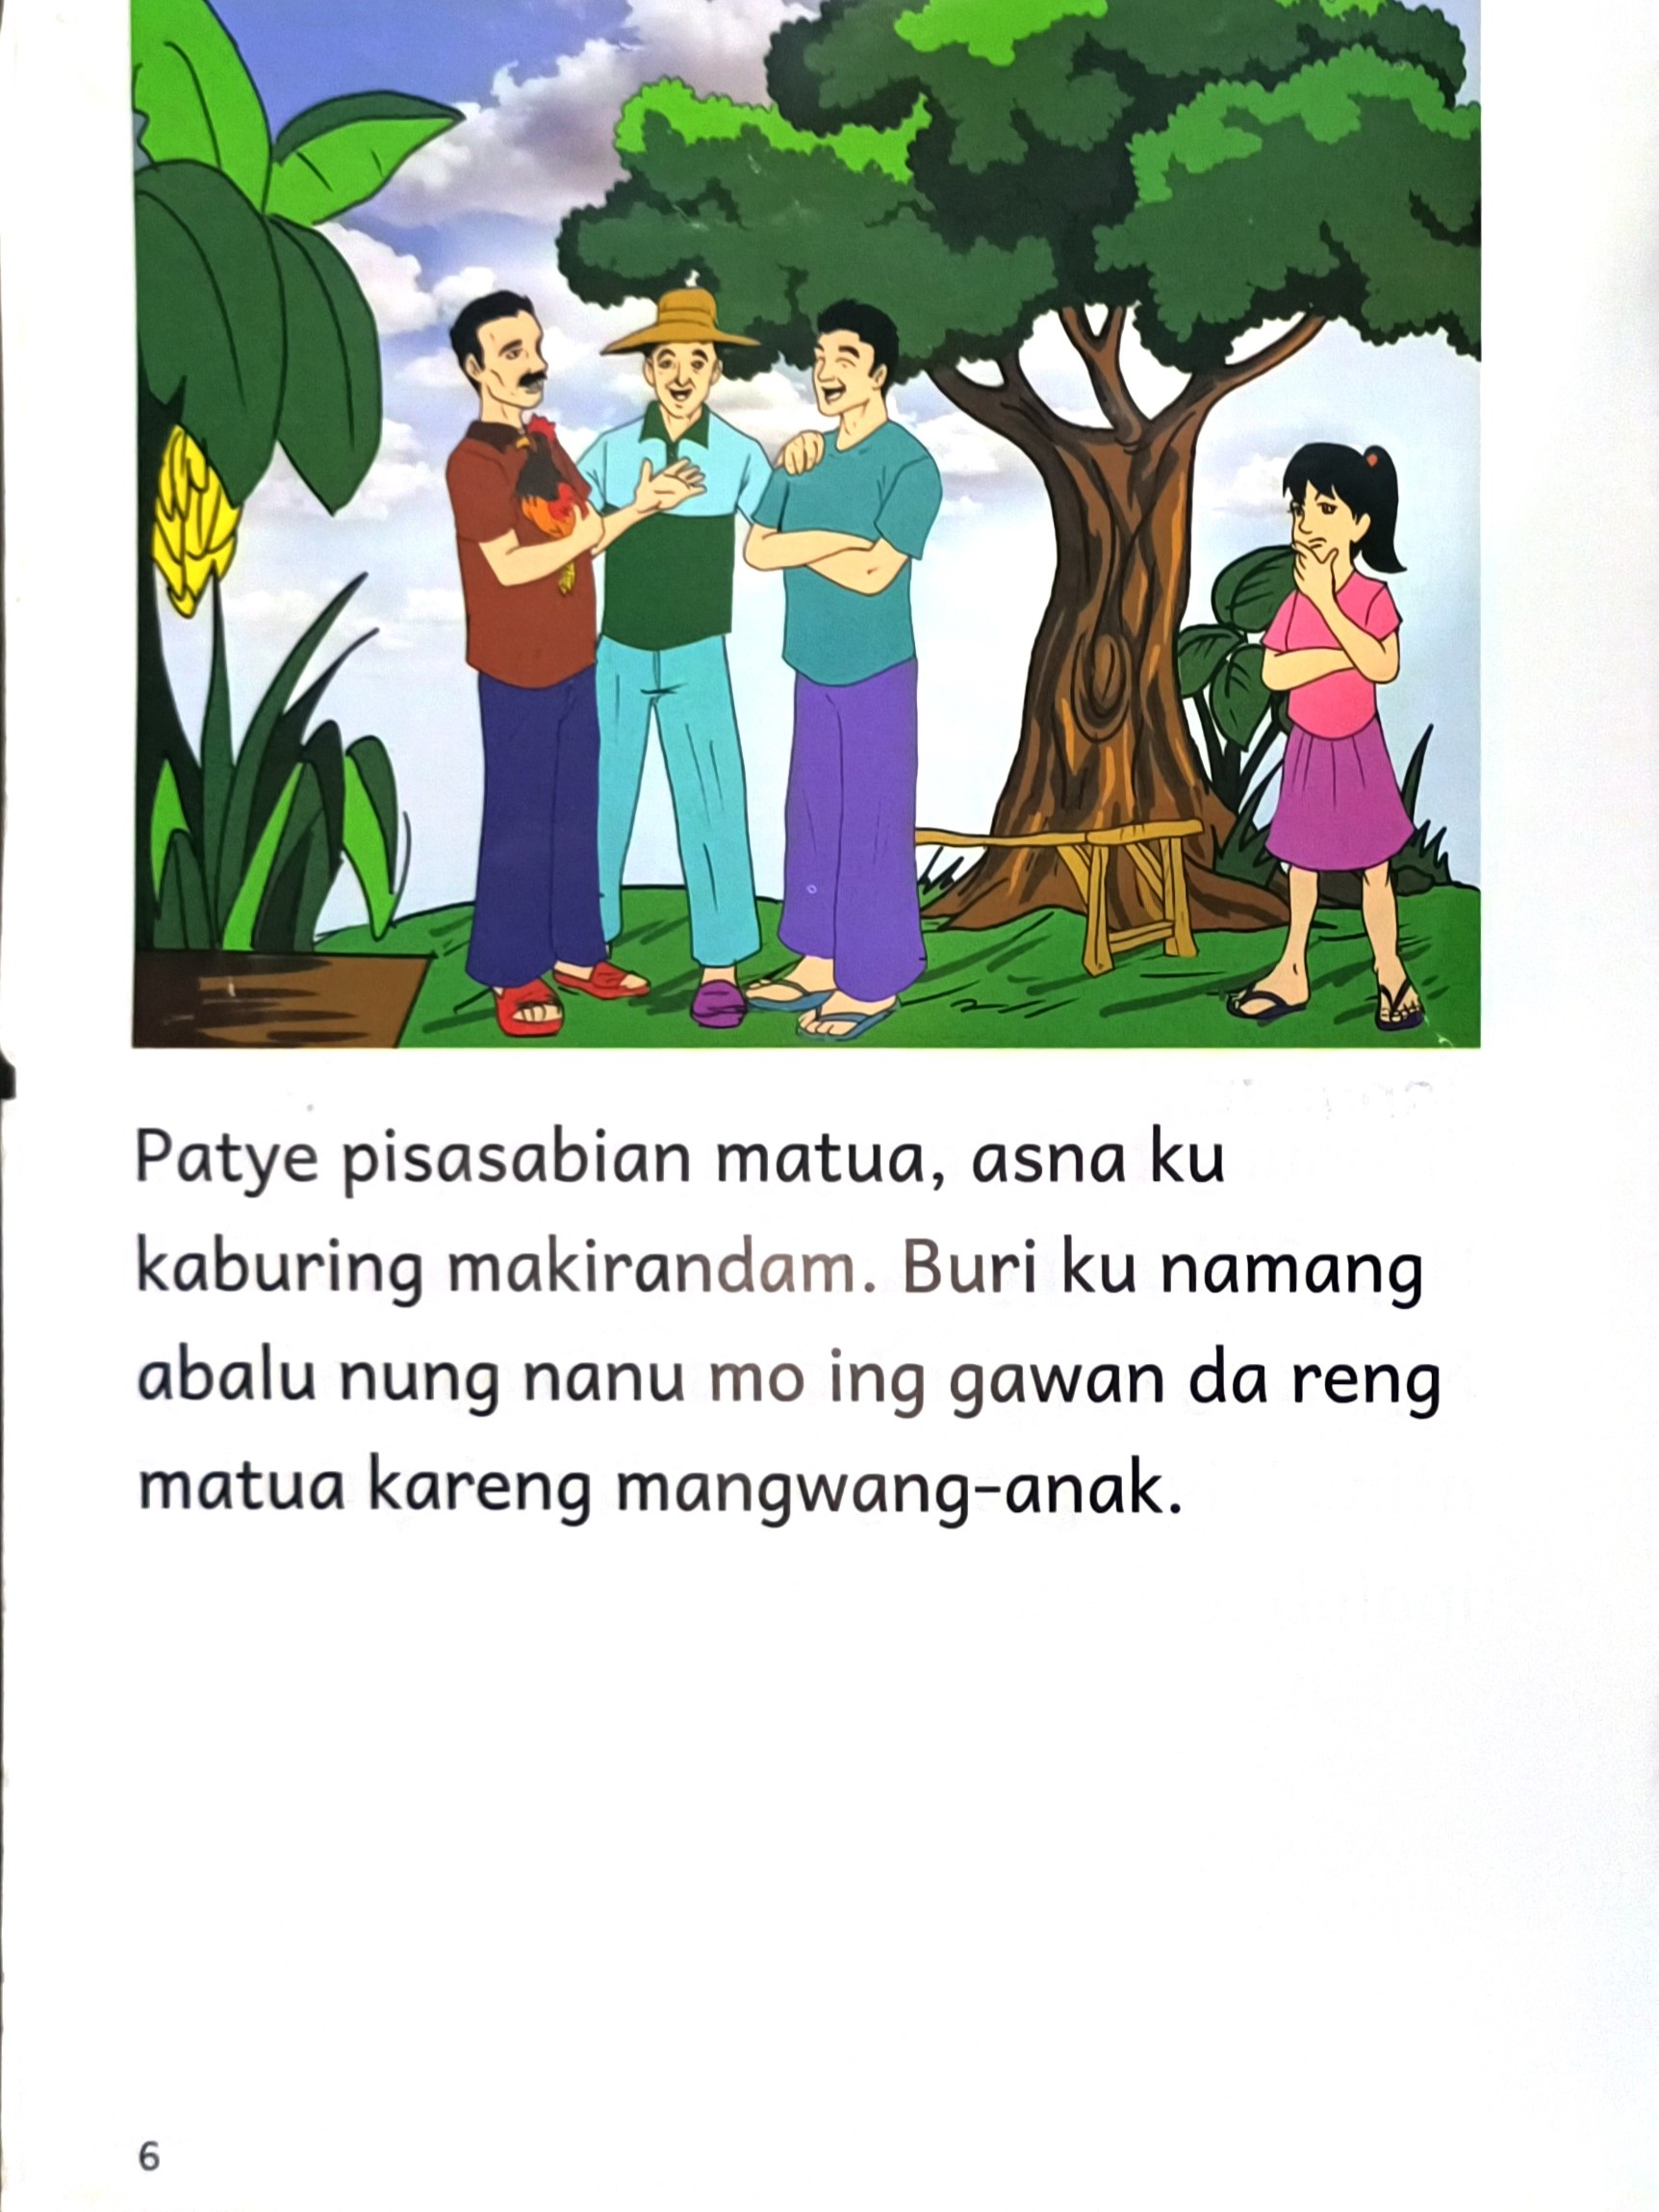 Patye pisasabian matua, asna ku
kaburing makirandam. Buri ku namang
abalu nung nanu mo ing gawan da reng
matua kareng mangwang-anak.
6